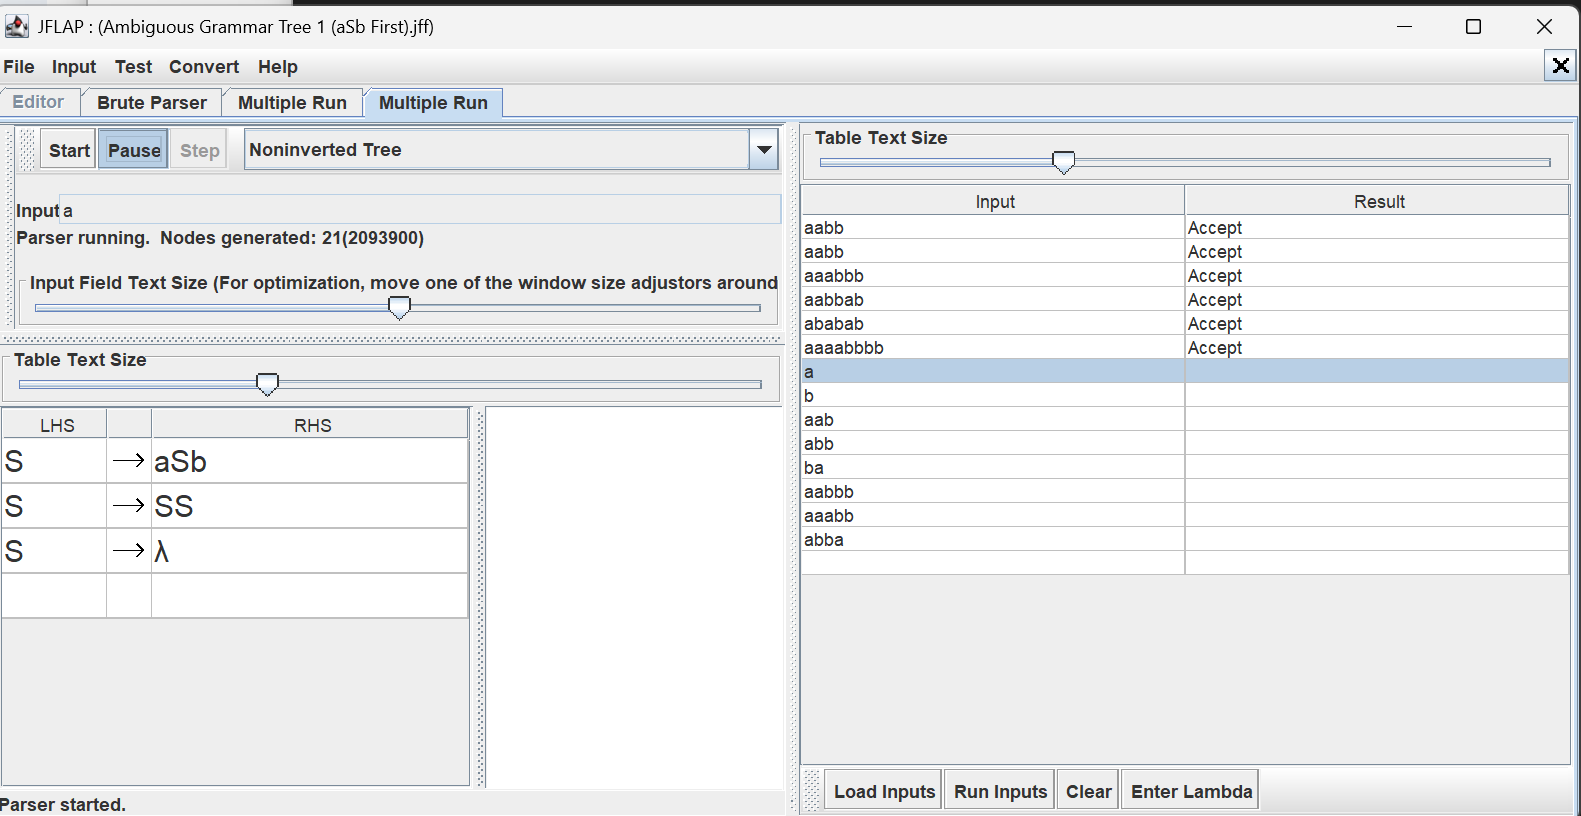 JFLAP : (Ambiguous Grammar Tree 1 (aSb First).jff)
File Input Test Convert Help
Editor Brute Parser Multiple Run Multiple Run
Start Pause Step Noninverted Tree
Input a
Parser running. Nodes generated: 21(2093900)
Input Field Text Size (For optimization, move one of the window size adjustors around
Table Text Size
LHS RHS
S → aSb
S → SS
S → λ
Parser started.
Table Text Size
Input Result
aabb Accept
aabb Accept
aaabbb Accept
aabbab Accept
ababab Accept
aaaabbbb Accept
a
b
aab
abb
ba
aabbb
aaabb
abba
Load Inputs Run Inputs Clear Enter Lambda